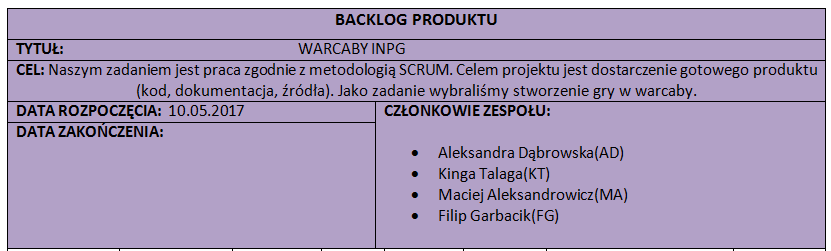 BACKLOG PRODUKTU
TYTUŁ: WARCABY INPG
CEL: Naszym zadaniem jest praca zgodnie z metodologią SCRUM. Celem projektu jest dostarczenie gotowego produktu
(kod, dokumentacja, źródła). Jako zadanie wybraliśmy stworzenie gry w warcaby.
DATA ROZPOCZĘCIA: 10.05.2017
DATA ZAKOŃCZENIA:
CZŁONKOWIE ZESPOŁU:
• Aleksandra Dąbrowska(AD)
• Kinga Talaga(KT)
• Maciej Aleksandrowicz(MA)
• Filip Garbacik(FG)